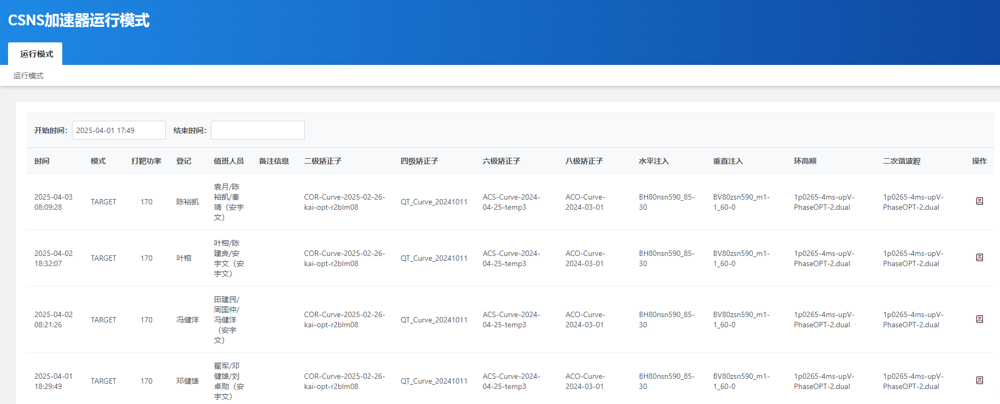 CSNS加速器运行模式
运行模式
运行模式
开始时间： 2025-04-01 17:49 结束时间：
时间 模式 打靶功率 登记 值班人员 备注信息 二极矫正子 四级矫正子 六极矫正子 八极矫正子 水平注入 垂直注入 环高频 二次谐波腔 操作
2025-04-03
08:09:28
TARGET
170
陈裕凯
袁月/陈
裕凯/秦
靖（安宇
文）
COR-Curve-2025-02-26-
kai-opt-r2blm08
QT_Curve_20241011
ACS-Curve-2024-
04-25-temp3
ACO-Curve-
2024-03-01
BH80nsn590_85-
30
BV80zsn590_m1-
1_60-0
1p0265-4ms-upV-
PhaseOPT-2.dual
1p0265-4ms-upV-
PhaseOPT-2.dual
2025-04-02
18:32:07
TARGET
170
叶榕
叶榕/陈
建良/安
宇文（安
宇文）
COR-Curve-2025-02-26-
kai-opt-r2blm08
QT_Curve_20241011
ACS-Curve-2024-
04-25-temp3
ACO-Curve-
2024-03-01
BH80nsn590_85-
30
BV80zsn590_m1-
1_60-0
1p0265-4ms-upV-
PhaseOPT-2.dual
1p0265-4ms-upV-
PhaseOPT-2.dual
2025-04-02
08:21:26
TARGET
170
冯健洋
田建民/
周国仲/
冯健洋
（安宇
文）
COR-Curve-2025-02-26-
kai-opt-r2blm08
QT_Curve_20241011
ACS-Curve-2024-
04-25-temp3
ACO-Curve-
2024-03-01
BH80nsn590_85-
30
BV80zsn590_m1-
1_60-0
1p0265-4ms-upV-
PhaseOPT-2.dual
1p0265-4ms-upV-
PhaseOPT-2.dual
2025-04-01
18:29:49
TARGET
170
邓健雄
翟军/邓
健雄/刘
卓勋（安
宇文）
COR-Curve-2025-02-26-
kai-opt-r2blm08
QT_Curve_20241011
ACS-Curve-2024-
04-25-temp3
ACO-Curve-
2024-03-01
BH80nsn590_85-
30
BV80zsn590_m1-
1_60-0
1p0265-4ms-upV-
PhaseOPT-2.dual
1p0265-4ms-upV-
PhaseOPT-2.dual